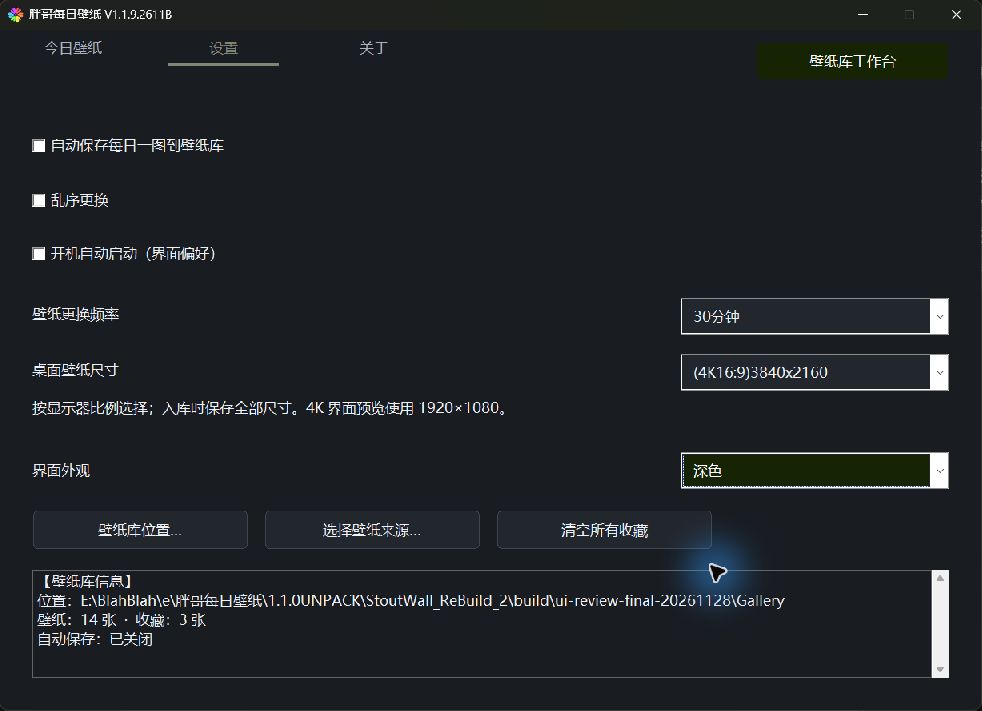 胖哥每日壁纸 V1.1.9.2611B
今日壁纸 设置 关于 壁纸库工作台
自动保存每日一图到壁纸库
乱序更换
开机自动启动（界面偏好）
壁纸更换频率 30分钟
桌面壁纸尺寸 (4K16:9)3840x2160
按显示器比例选择；入库时保存全部尺寸。4K 界面预览使用 1920×1080。
界面外观 深色
壁纸库位置... 选择壁纸来源... 清空所有收藏
【壁纸库信息】
位置：E:\BlahBlah\e\胖哥每日壁纸\1.1.0UNPACK\StoutWall_ReBuild_2\build\ui-review-final-20261128\Gallery
壁纸：14 张 · 收藏：3 张
自动保存：已关闭